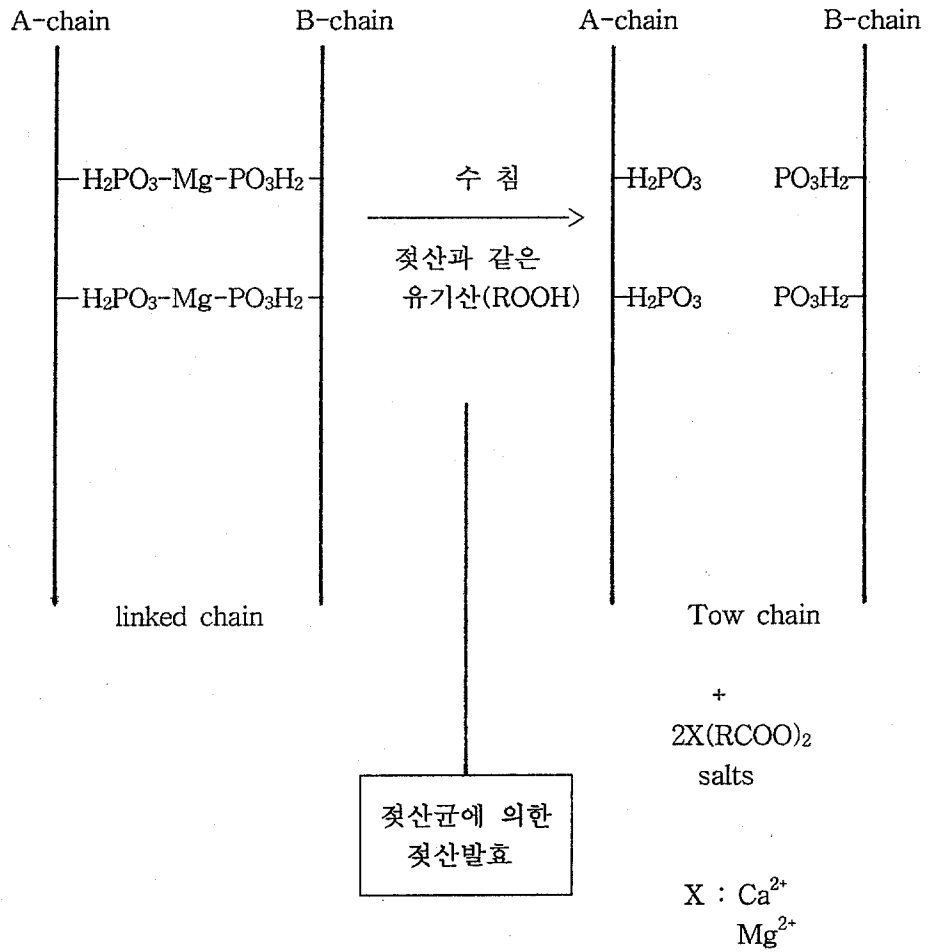 A-chain B-chain A-chain B-chain
H₂PO₃-Mg-PO₃H₂ 수 침 H₂PO₃ PO₃H₂
젖산과 같은
H₂PO₃-Mg-PO₃H₂ 유기산(ROOH) H₂PO₃ PO₃H₂
linked chain Tow chain
+
2X(RCOO)₂
salts
젖산균에 의한
젖산발효
X : Ca²⁺
Mg²⁺